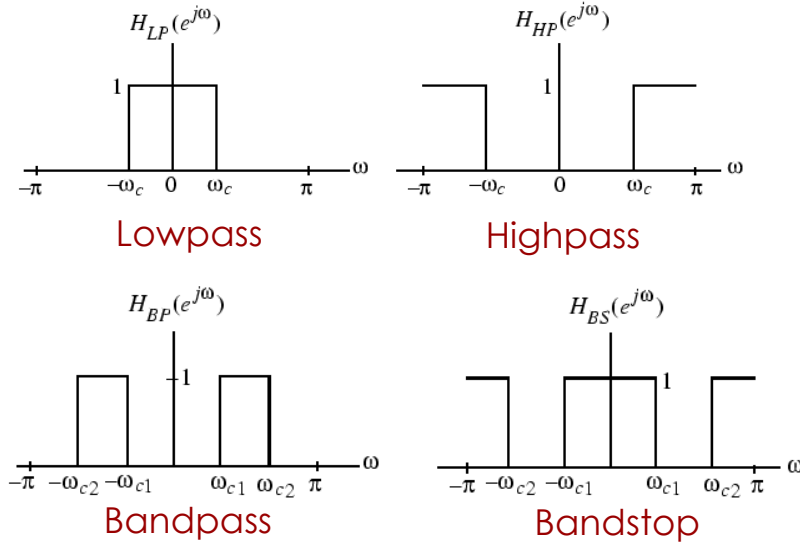 H_LP(e^jω)
1
ω
−π −ω_c 0 ω_c π
Lowpass
H_HP(e^jω)
1
ω
−π −ω_c 0 ω_c π
Highpass
H_BP(e^jω)
1
ω
−π −ω_c2 −ω_c1 ω_c1 ω_c2 π
Bandpass
H_BS(e^jω)
1
ω
−π −ω_c2 −ω_c1 ω_c1 ω_c2 π
Bandstop